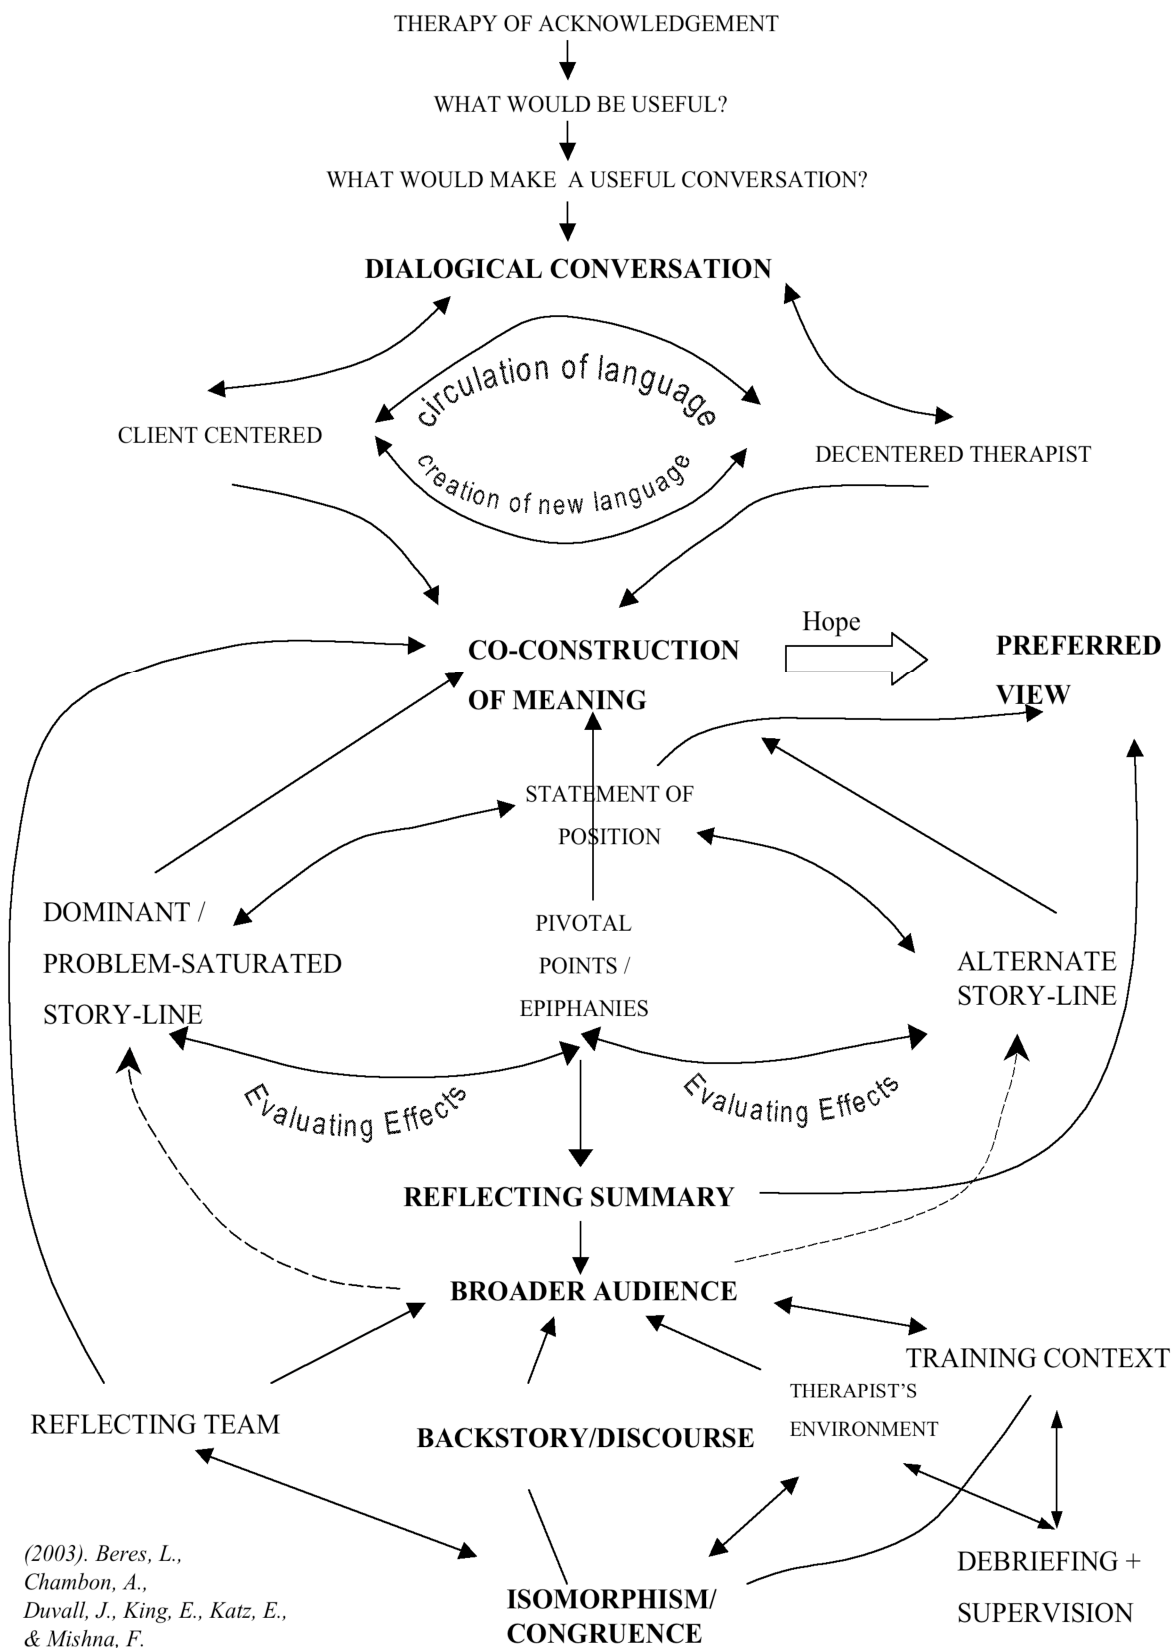 THERAPY OF ACKNOWLEDGEMENT
WHAT WOULD BE USEFUL?
WHAT WOULD MAKE A USEFUL CONVERSATION?
DIALOGICAL CONVERSATION
circulation of language
CLIENT CENTERED
creation of new language
DECENTERED THERAPIST
Hope
CO-CONSTRUCTION
OF MEANING
PREFERRED
VIEW
STATEMENT OF
POSITION
DOMINANT /
PROBLEM-SATURATED
STORY-LINE
PIVOTAL
POINTS /
EPIPHANIES
ALTERNATE
STORY-LINE
Evaluating Effects
Evaluating Effects
REFLECTING SUMMARY
BROADER AUDIENCE
TRAINING CONTEXT
REFLECTING TEAM
BACKSTORY/DISCOURSE
THERAPIST'S
ENVIRONMENT
DEBRIEFING +
SUPERVISION
ISOMORPHISM/
CONGRUENCE
(2003). Beres, L.,
Chambon, A.,
Duvall, J., King, E., Katz, E.,
& Mishna, F.